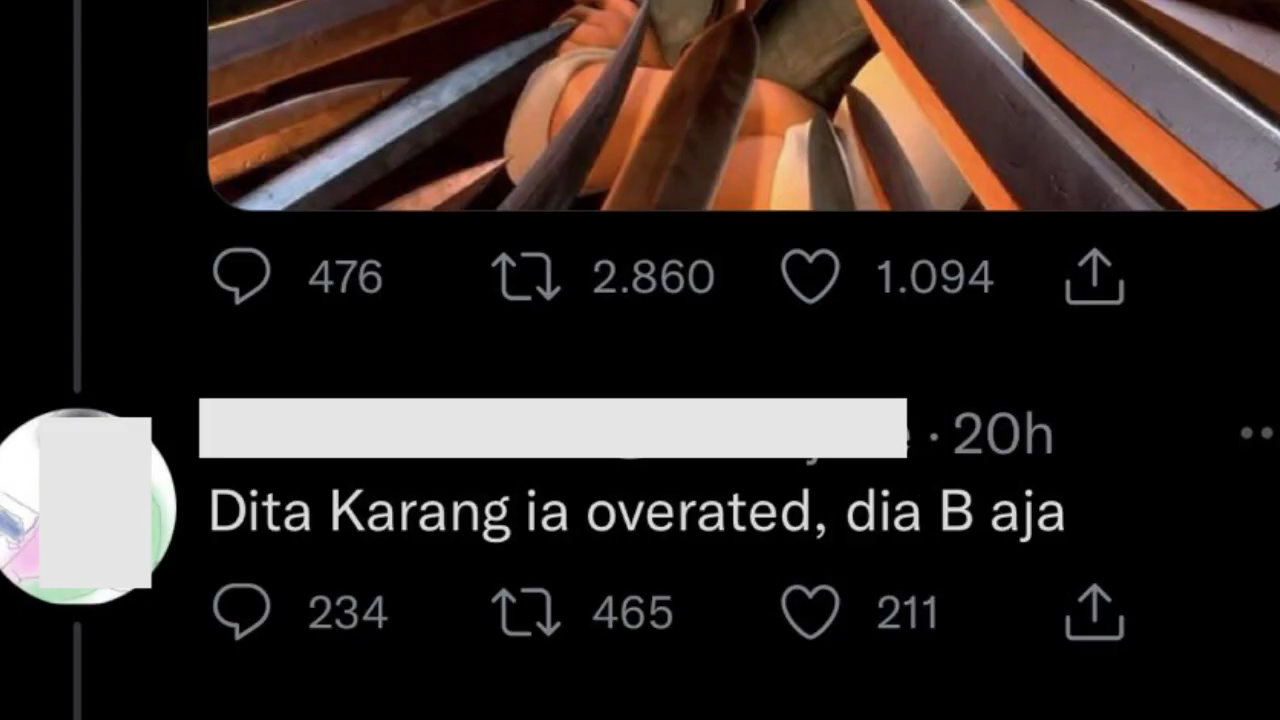 476 2.860 1.094
· 20h
Dita Karang ia overated, dia B aja
234 465 211